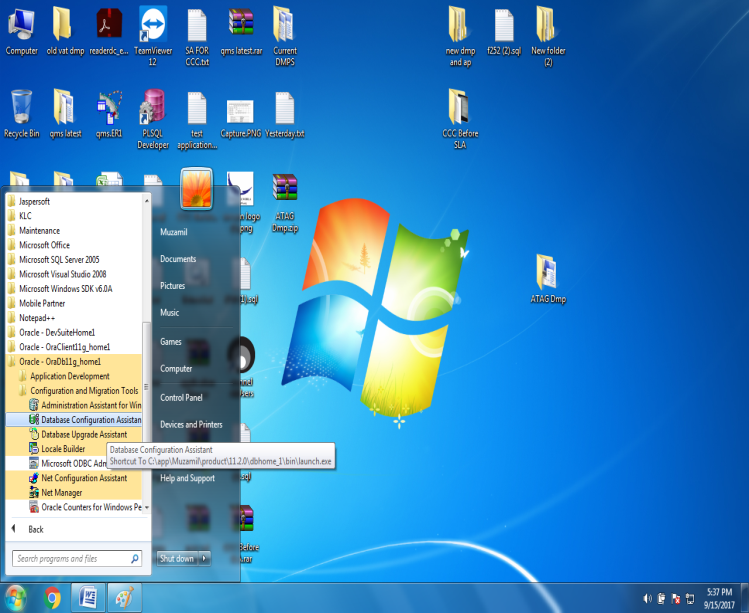 Computer
old vat dmp
readerdc_e...
TeamViewer
12
SA FOR
CCC.txt
qms latest.rar
Current
DMPS
new dmp
and ap
f252 (2).sql
New folder
(2)
Recycle Bin
qms latest
qms.ER1
PLSQL
Developer
test
application...
Capture.PNG
Yesterday.txt
CCC Before
SLA
logo
.png
ATAG
Dmp.zip
ATAG Dmp
Jaspersoft
KLC
Maintenance
Microsoft Office
Microsoft SQL Server 2005
Microsoft Visual Studio 2008
Microsoft Windows SDK v6.0A
Mobile Partner
Notepad++
Oracle - DevSuiteHome1
Oracle - OraClient11g_home1
Oracle - OraDb11g_home1
Application Development
Configuration and Migration Tools
Administration Assistant for Win
Database Configuration Assistan
Database Upgrade Assistant
Locale Builder
Microsoft ODBC Adm
Net Configuration Assistant
Net Manager
Oracle Counters for Windows Pe
Back
Search programs and files
Muzamil
Documents
Pictures
Music
Games
Computer
Control Panel
Devices and Printers
Database Configuration Assistant
Shortcut To C:\app\Muzamil\product\11.2.0\dbhome_1\bin\launch.exe
Help and Support
Shut down
(1).sql
.sql
Before
.rar
5:37 PM
9/15/2017